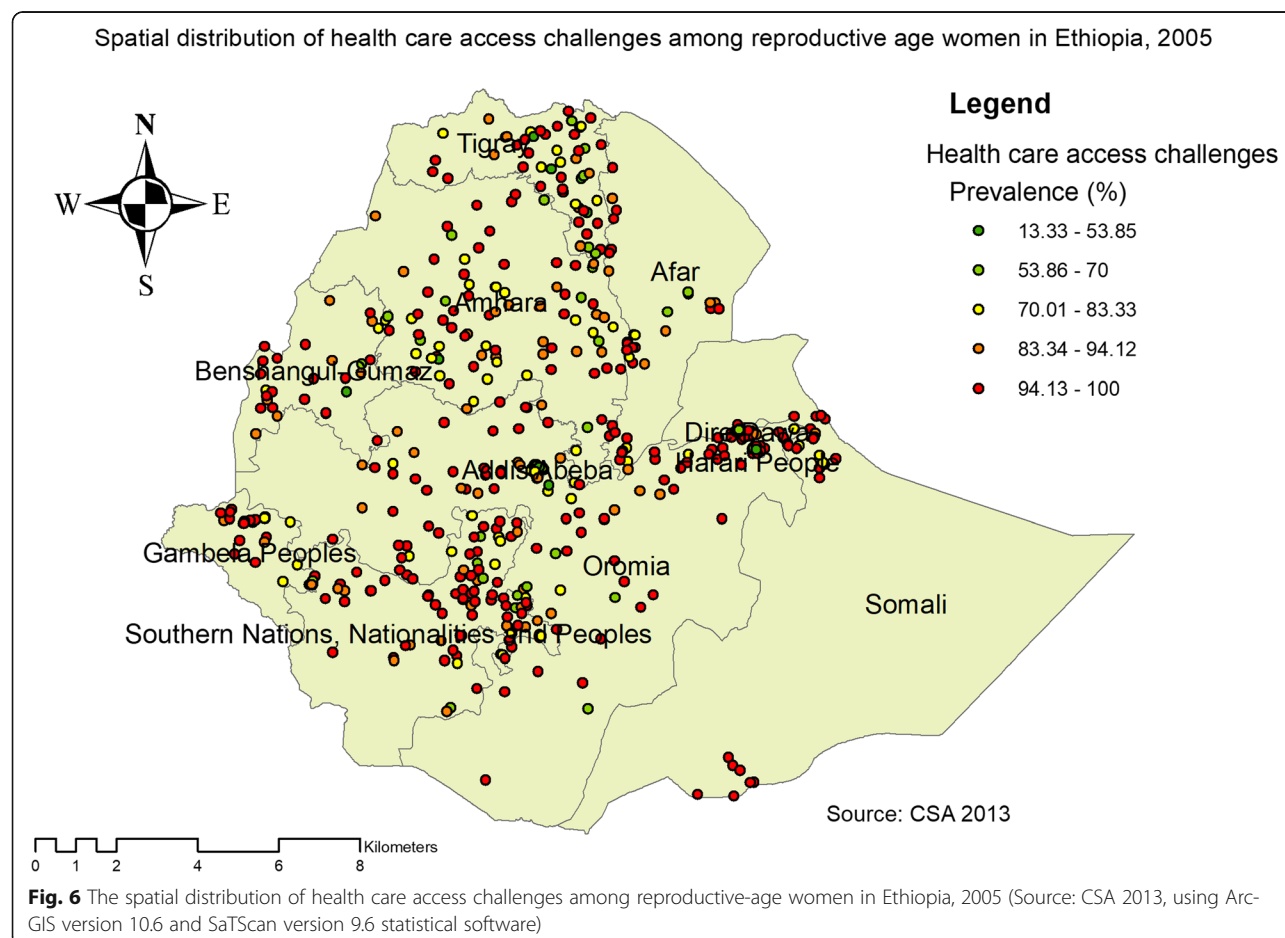 Spatial distribution of health care access challenges among reproductive age women in Ethiopia, 2005
N
W
E
S
Legend
Health care access challenges
Prevalence (%)
13.33 - 53.85
53.86 - 70
70.01 - 83.33
83.34 - 94.12
94.13 - 100
Tigray
Afar
Amhara
Benshangul-Gumaz
Dire Dawa
Harari People
Addis Abeba
Gambela Peoples
Oromia
Somali
Southern Nations, Nationalities and Peoples
Source: CSA 2013
Kilometers
0 1 2 4 6 8
Fig. 6 The spatial distribution of health care access challenges among reproductive-age women in Ethiopia, 2005 (Source: CSA 2013, using Arc-
GIS version 10.6 and SaTScan version 9.6 statistical software)